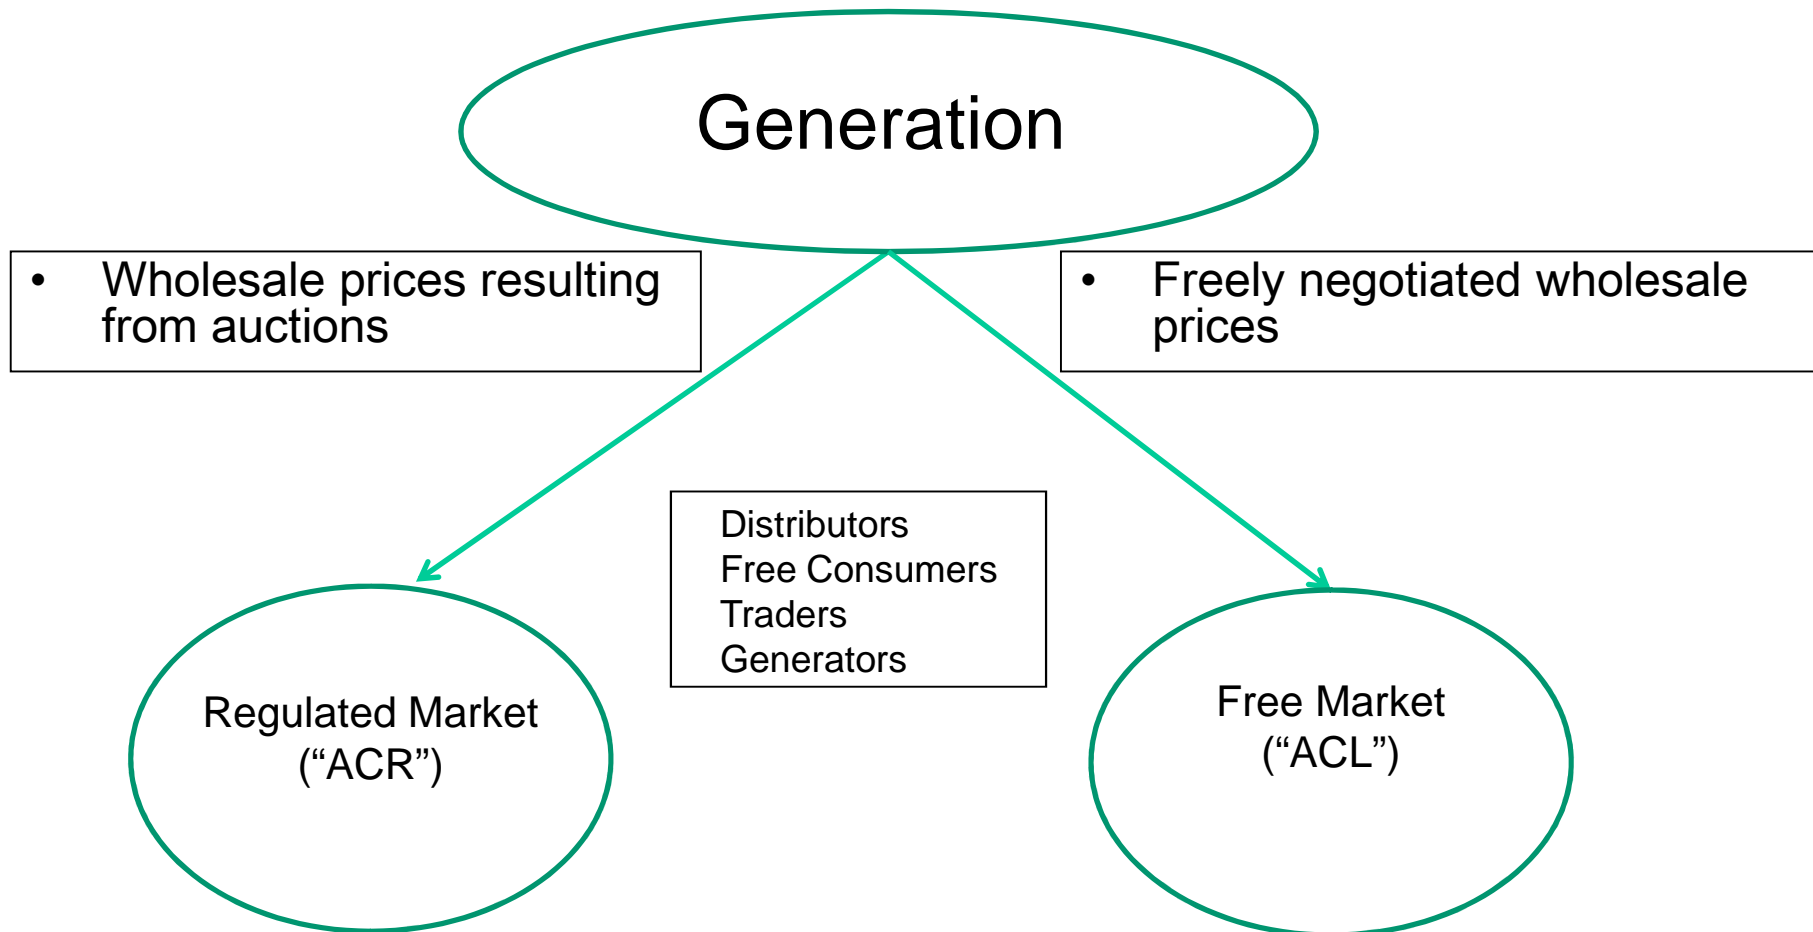 Generation
• Wholesale prices resulting
from auctions
• Freely negotiated wholesale
prices
Distributors
Free Consumers
Traders
Generators
Regulated Market
(“ACR”)
Free Market
(“ACL”)